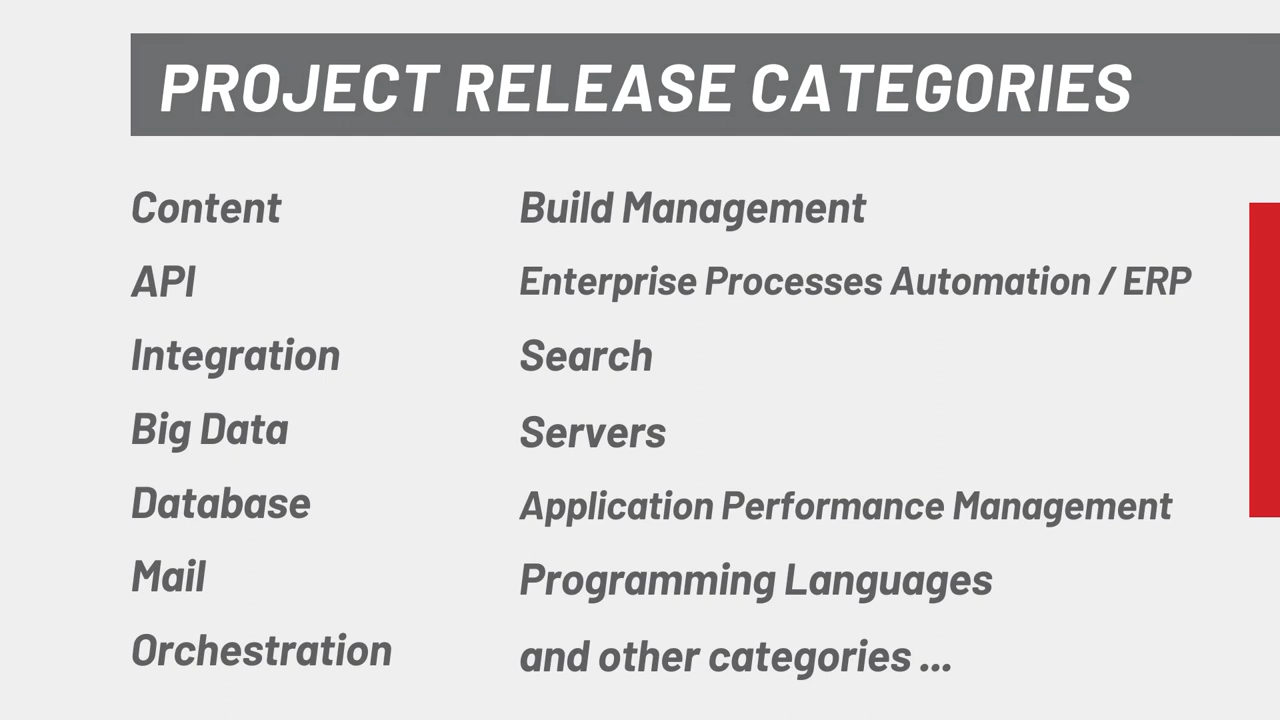 PROJECT RELEASE CATEGORIES
Content
API
Integration
Big Data
Database
Mail
Orchestration
Build Management
Enterprise Processes Automation / ERP
Search
Servers
Application Performance Management
Programming Languages
and other categories ...